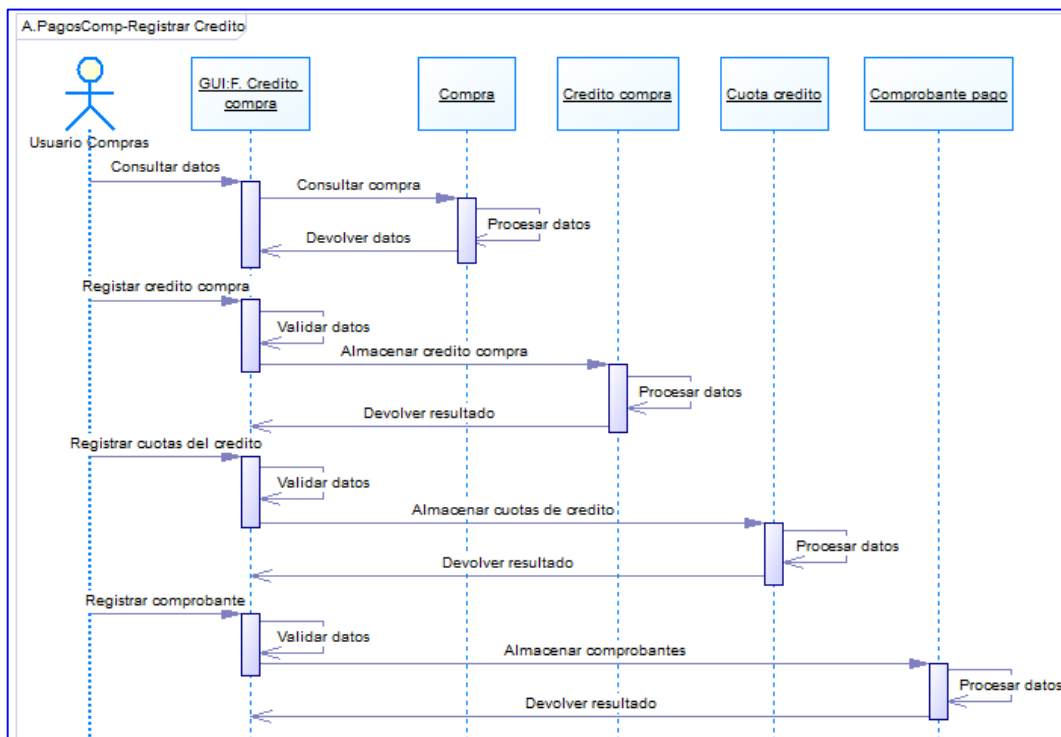 A.PagosComp-Registrar Credito
GUI:F. Credito
compra
Compra
Credito compra
Cuota credito
Comprobante pago
Usuario Compras
Consultar datos
Consultar compra
Procesar datos
Devolver datos
Registar credito compra
Validar datos
Almacenar credito compra
Procesar datos
Devolver resultado
Registrar cuotas del credito
Validar datos
Almacenar cuotas de credito
Procesar datos
Devolver resultado
Registrar comprobante
Validar datos
Almacenar comprobantes
Procesar datos
Devolver resultado